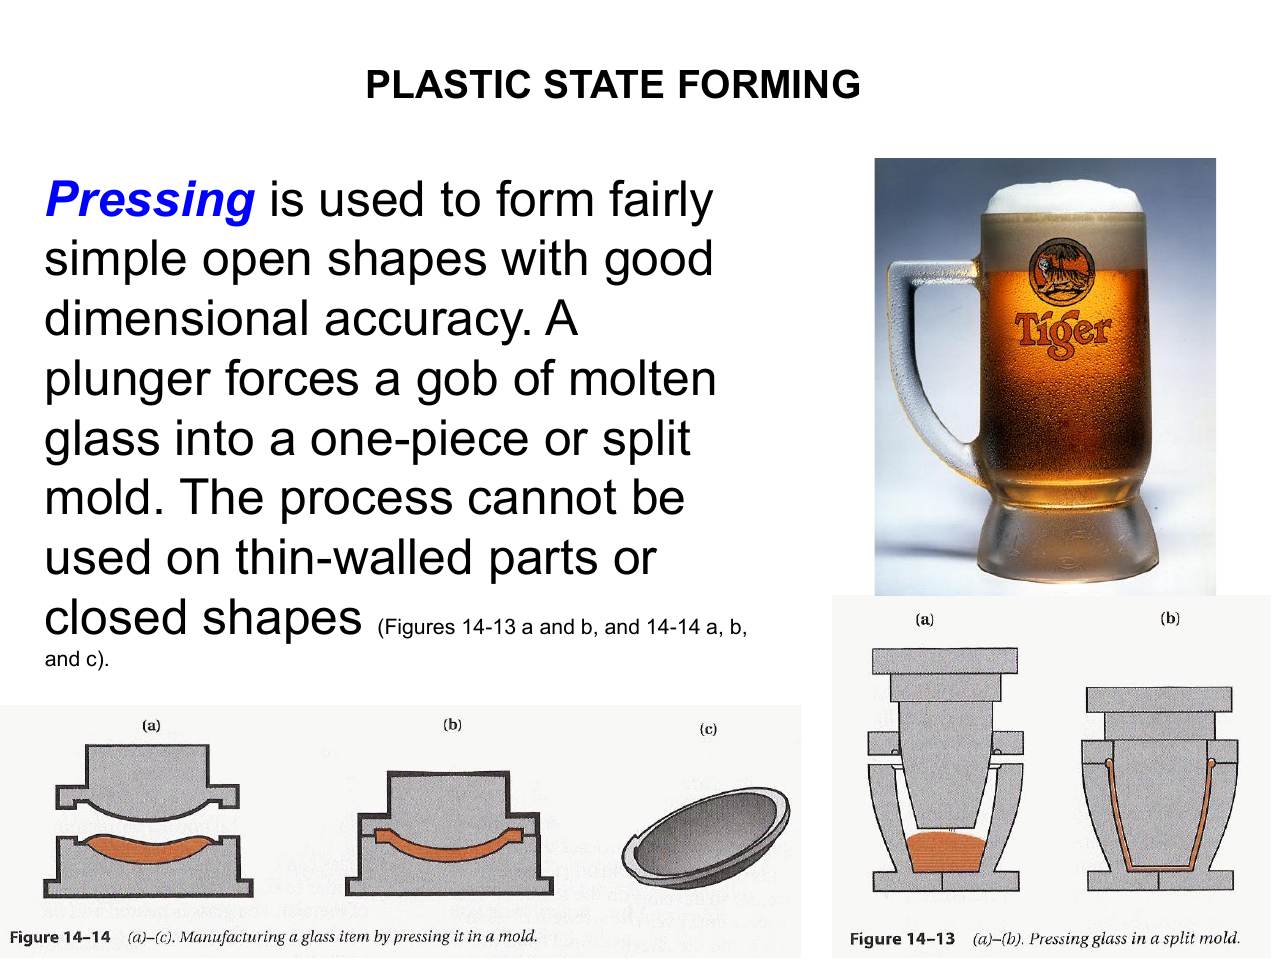 PLASTIC STATE FORMING
Pressing is used to form fairly
simple open shapes with good
dimensional accuracy. A
plunger forces a gob of molten
glass into a one-piece or split
mold. The process cannot be
used on thin-walled parts or
closed shapes (Figures 14-13 a and b, and 14-14 a, b,
and c).
Tiger
(a)
(b)
Figure 14–13 (a)–(b). Pressing glass in a split mold.
(a)
(b)
(c)
Figure 14–14 (a)–(c). Manufacturing a glass item by pressing it in a mold.